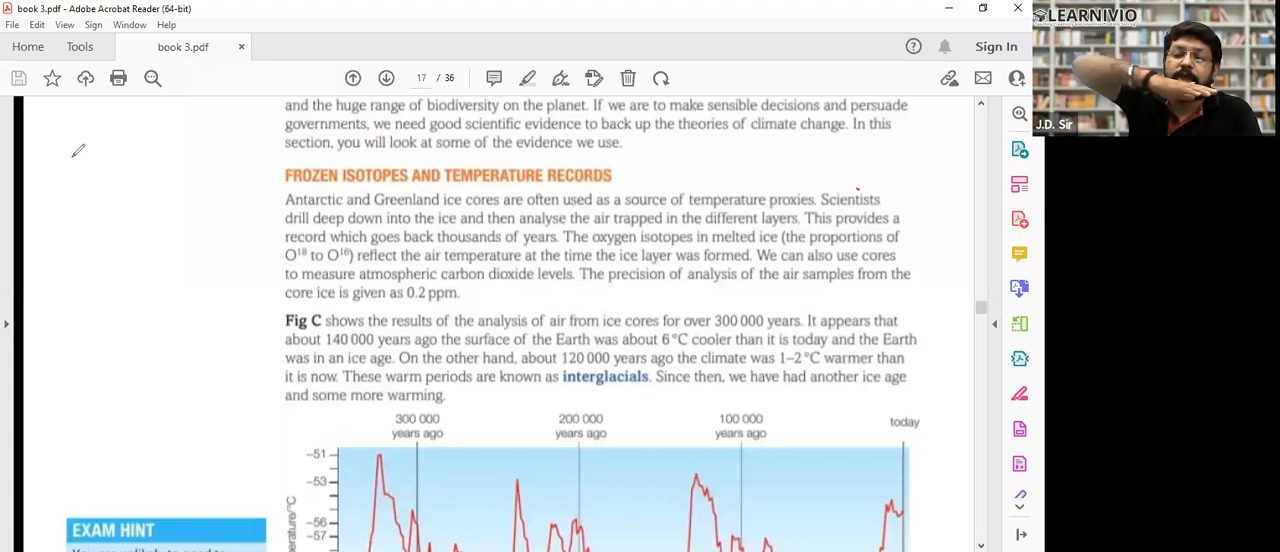 book 3.pdf - Adobe Acrobat Reader (64-bit)
File Edit View Sign Window Help
Home Tools book 3.pdf × Sign In
17 / 36
LEARNIVIO
J.D. Sir
and the huge range of biodiversity on the planet. If we are to make sensible decisions and persuade
governments, we need good scientific evidence to back up the theories of climate change. In this
section, you will look at some of the evidence we use.
FROZEN ISOTOPES AND TEMPERATURE RECORDS
Antarctic and Greenland ice cores are often used as a source of temperature proxies. Scientists
drill deep down into the ice and then analyse the air trapped in the different layers. This provides a
record which goes back thousands of years. The oxygen isotopes in melted ice (the proportions of
O¹⁸ to O¹⁶) reflect the air temperature at the time the ice layer was formed. We can also use cores
to measure atmospheric carbon dioxide levels. The precision of analysis of the air samples from the
core ice is given as 0.2 ppm.
Fig C shows the results of the analysis of air from ice cores for over 300 000 years. It appears that
about 140 000 years ago the surface of the Earth was about 6 °C cooler than it is today and the Earth
was in an ice age. On the other hand, about 120 000 years ago the climate was 1–2 °C warmer than
it is now. These warm periods are known as interglacials. Since then, we have had another ice age
and some more warming.
300 000 200 000 100 000 today
years ago years ago years ago
–51
–53
–56
–57
EXAM HINT